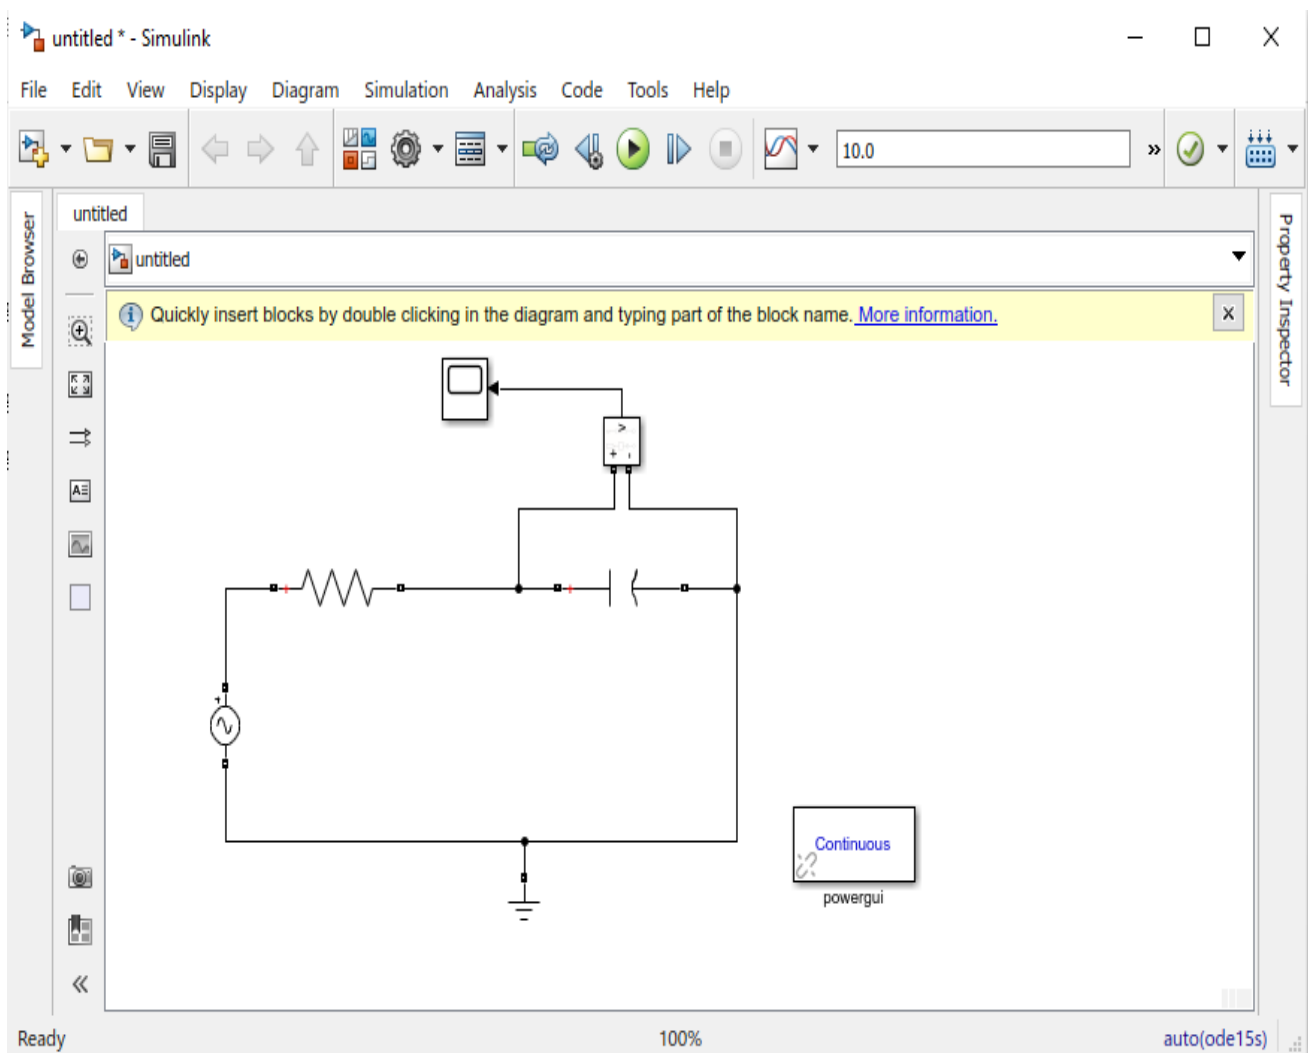 untitled * - Simulink
File Edit View Display Diagram Simulation Analysis Code Tools Help
10.0
Model Browser
untitled
Property Inspector
untitled
Quickly insert blocks by double clicking in the diagram and typing part of the block name. More information.
Continuous
powergui
Ready 100% auto(ode15s)